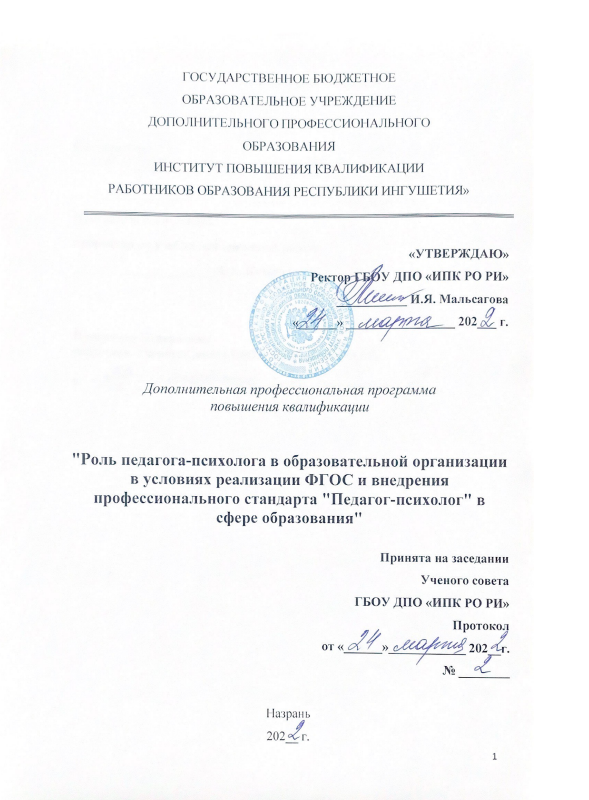 ГОСУДАРСТВЕННОЕ БЮДЖЕТНОЕ
ОБРАЗОВАТЕЛЬНОЕ УЧРЕЖДЕНИЕ
ДОПОЛНИТЕЛЬНОГО ПРОФЕССИОНАЛЬНОГО
ОБРАЗОВАНИЯ
ИНСТИТУТ ПОВЫШЕНИЯ КВАЛИФИКАЦИИ
РАБОТНИКОВ ОБРАЗОВАНИЯ РЕСПУБЛИКИ ИНГУШЕТИЯ»
«УТВЕРЖДАЮ»
Ректор ГБОУ ДПО «ИПК РО РИ»
И.Я. Мальсагова
«24» марта 2022 г.
Дополнительная профессиональная программа
повышения квалификации
"Роль педагога-психолога в образовательной организации
в условиях реализации ФГОС и внедрения
профессионального стандарта "Педагог-психолог" в
сфере образования"
Принята на заседании
Ученого совета
ГБОУ ДПО «ИПК РО РИ»
Протокол
от «24» марта 2022 г.
№ 2
Назрань
2022 г.
1